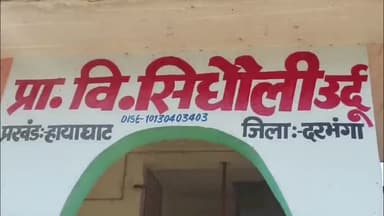 प्रा. वि. सिधौली उर्दू
DISE-10130403403
प्रखंडः-हायाघाट जिलाः-दरभंगा